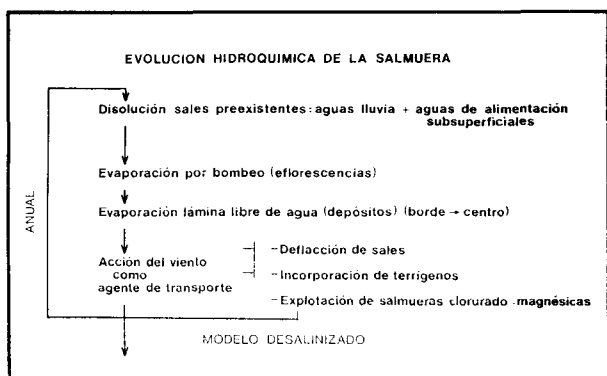 EVOLUCION HIDROQUIMICA DE LA SALMUERA
Disolución sales preexistentes: aguas lluvia + aguas de alimentación
subsuperficiales
Evaporación por bombeo (eflorescencias)
Evaporación lámina libre de agua (depósitos) (borde → centro)
ANUAL
Acción del viento
como
agente de transporte
-Deflacción de sales
-Incorporación de terrígenos
-Explotación de salmueras clorurado-magnésicas
MODELO DESALINIZADO